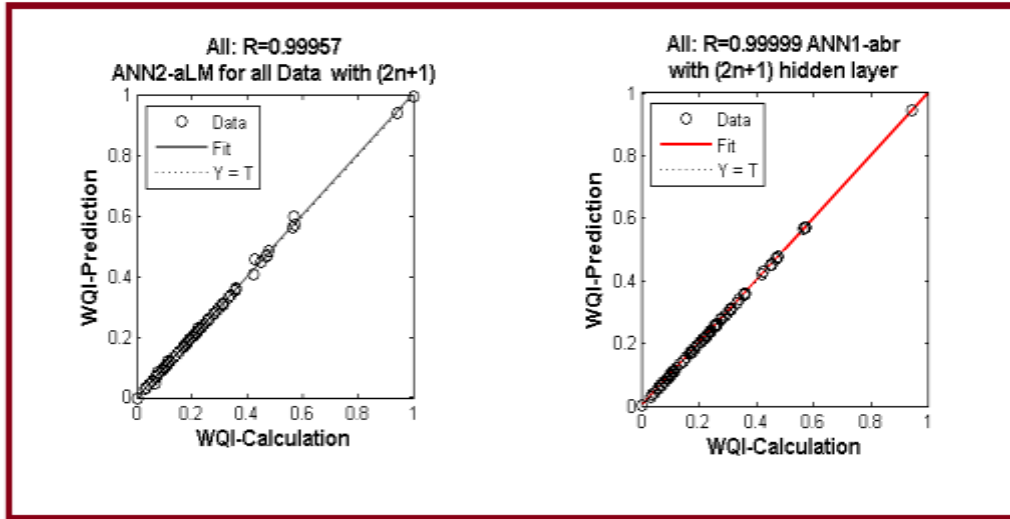 All: R=0.99957
ANN2-aLM for all Data with (2n+1)
1
0.8
0.6
0.4
0.2
0
WQI-Prediction
Data
Fit
Y = T
0 0.2 0.4 0.6 0.8 1
WQI-Calculation
All: R=0.99999 ANN1-abr
with (2n+1) hidden layer
1
0.8
0.6
0.4
0.2
0
WQI-Prediction
Data
Fit
Y = T
0 0.2 0.4 0.6 0.8 1
WQI-Calculation